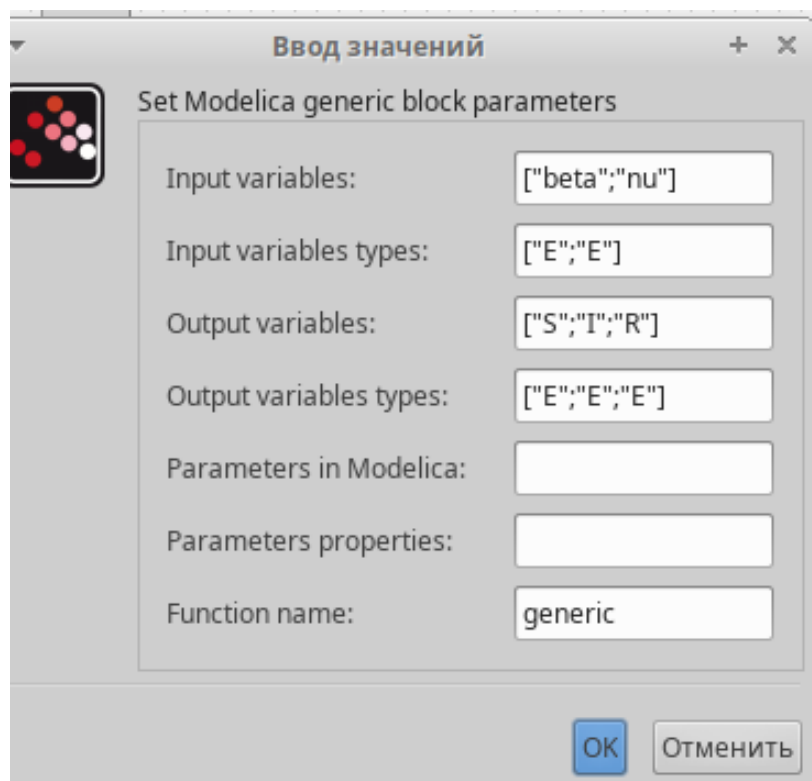 Ввод значений
Set Modelica generic block parameters
Input variables: ["beta";"nu"]
Input variables types: ["E";"E"]
Output variables: ["S";"I";"R"]
Output variables types: ["E";"E";"E"]
Parameters in Modelica:
Parameters properties:
Function name: generic
OK Отменить